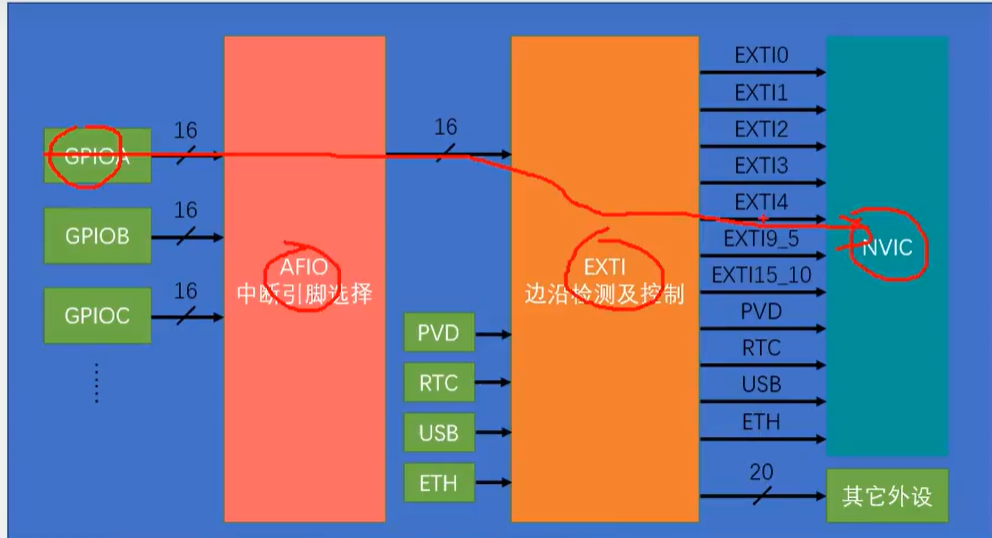 GPIOA
16
GPIOB
16
GPIOC
16
AFIO
中断引脚选择
16
PVD
RTC
USB
ETH
EXTI
边沿检测及控制
EXTI0
EXTI1
EXTI2
EXTI3
EXTI4
EXTI9_5
EXTI15_10
PVD
RTC
USB
ETH
20
NVIC
其它外设